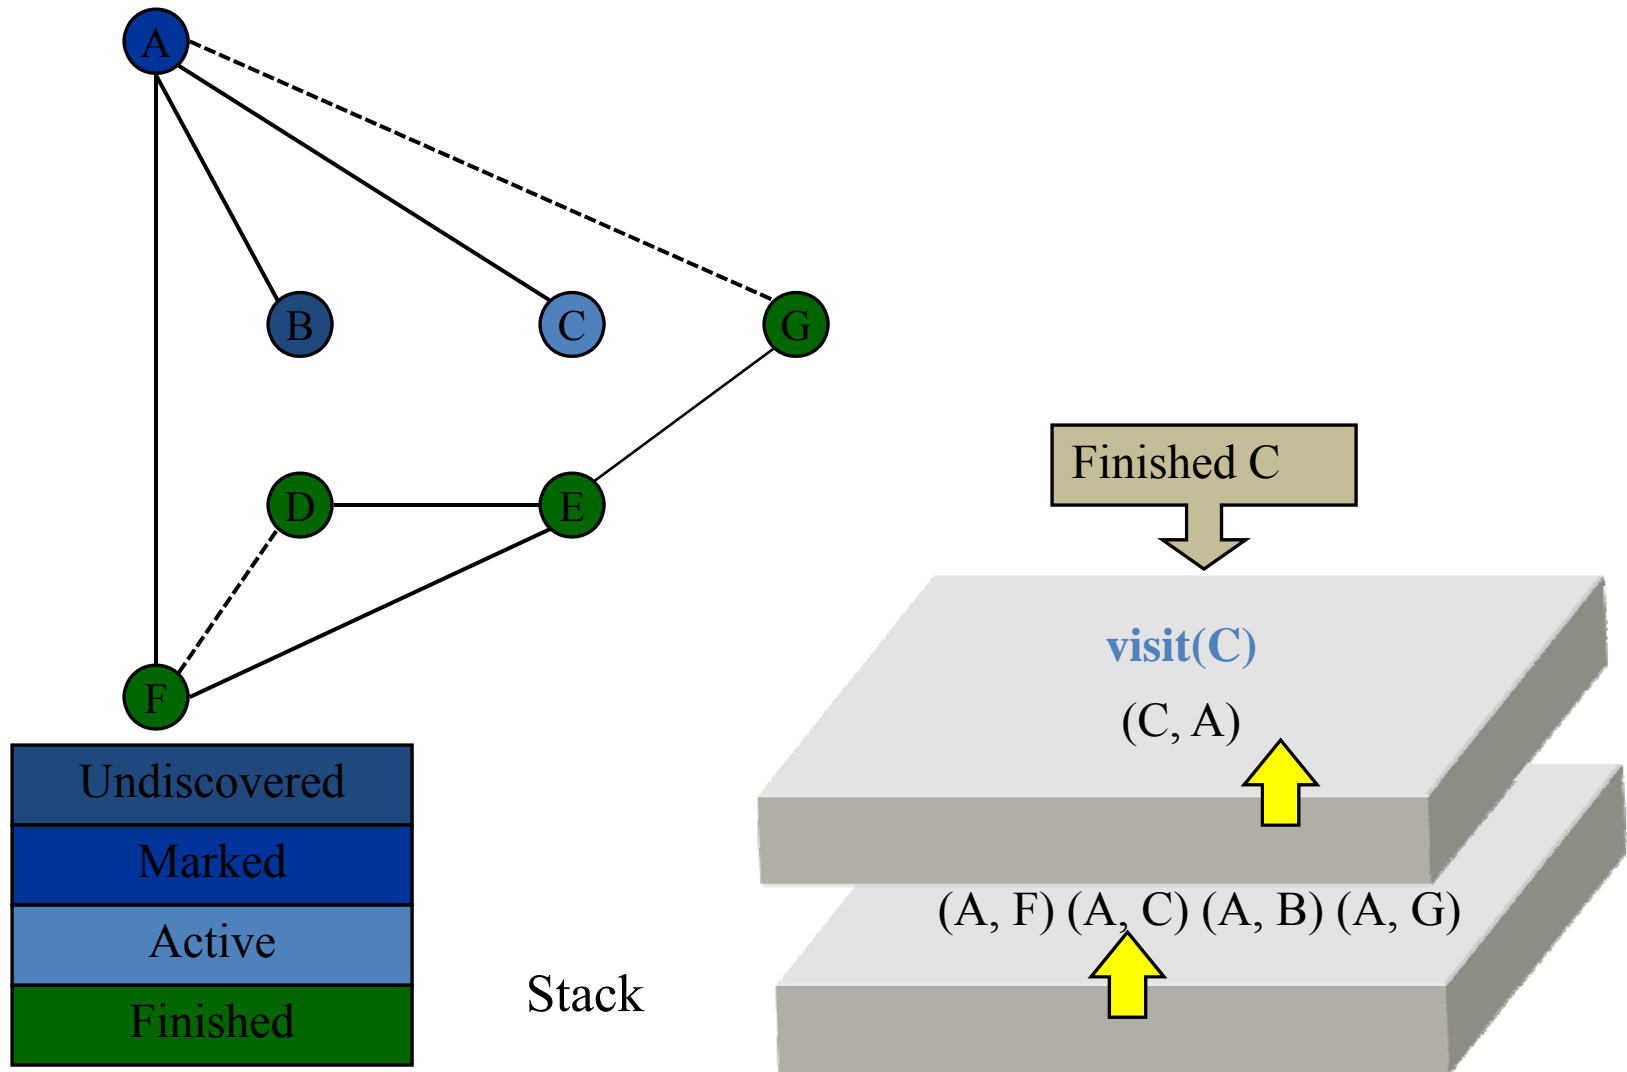 A
B
C
G
D
E
F
Finished C
visit(C)
(C, A)
(A, F) (A, C) (A, B) (A, G)
Undiscovered
Marked
Active
Finished
Stack